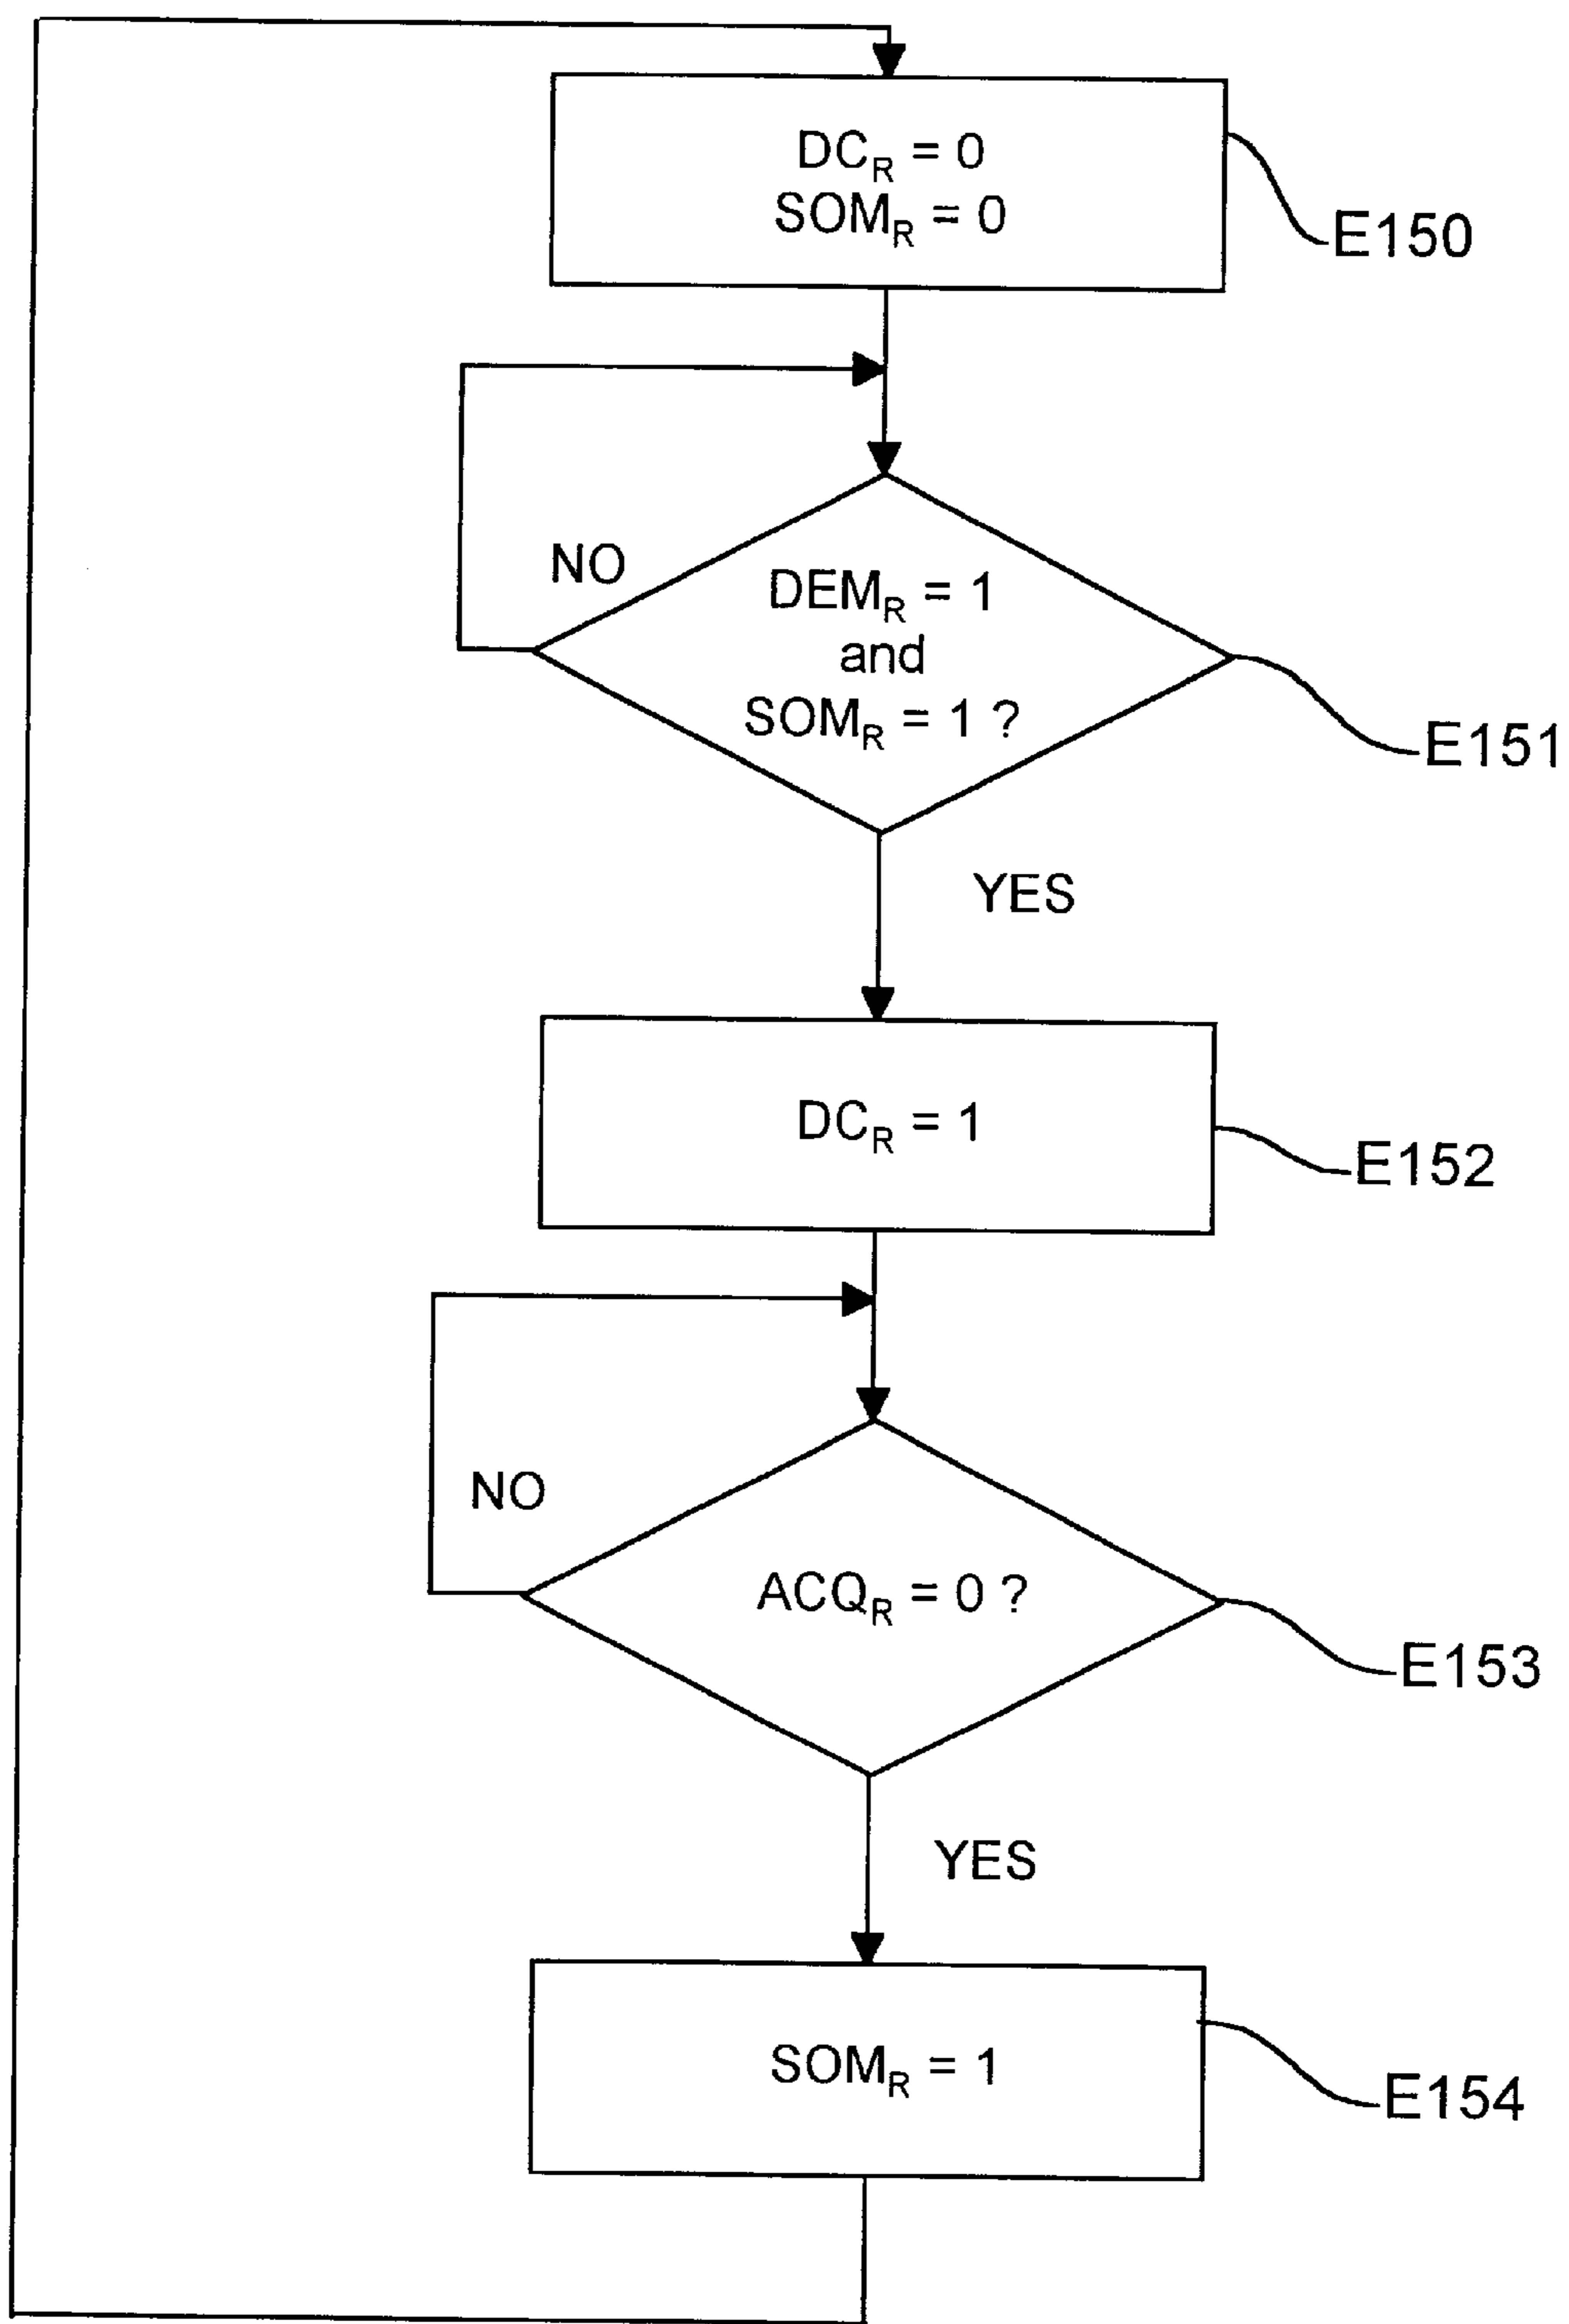 DC_R = 0
SOM_R = 0
E150
NO
DEM_R = 1
and
SOM_R = 1 ?
E151
YES
DC_R = 1
E152
NO
ACQ_R = 0 ?
E153
YES
SOM_R = 1
E154